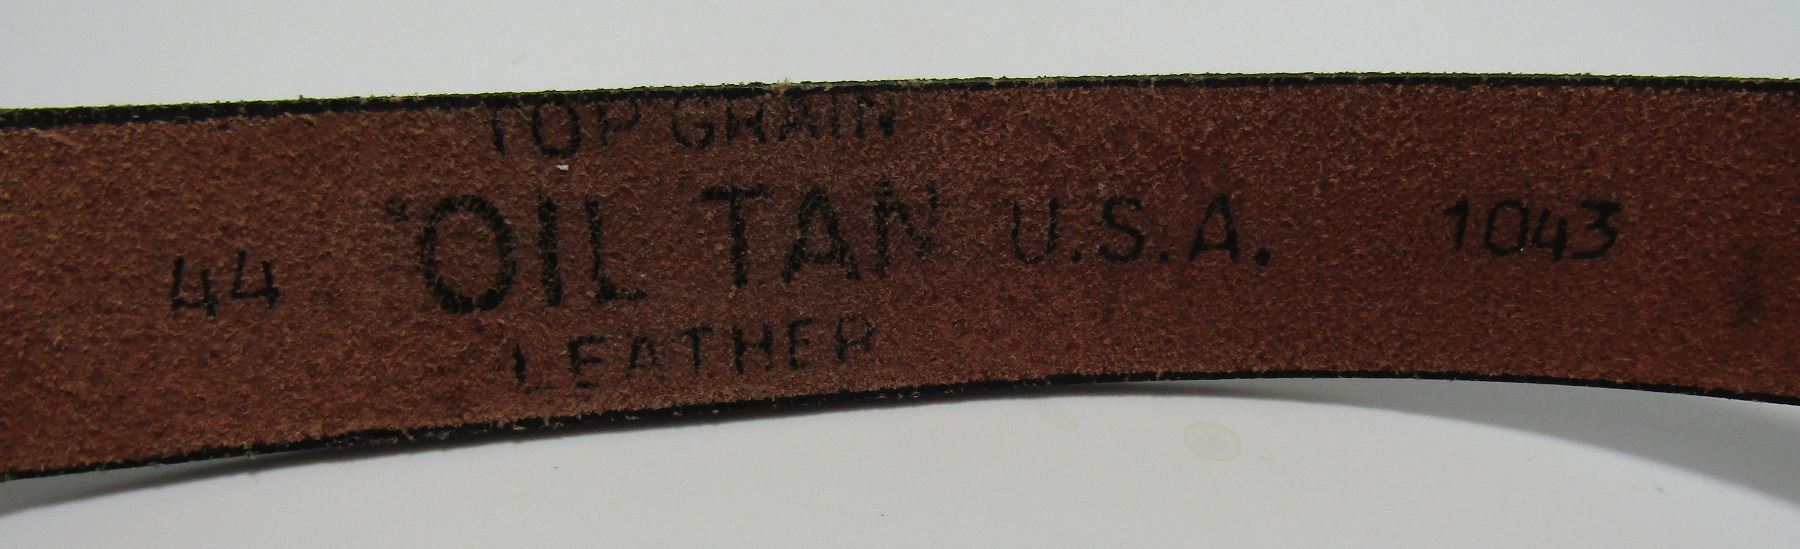 TOP GRAIN
44 OIL TAN U.S.A. 1043
LEATHER